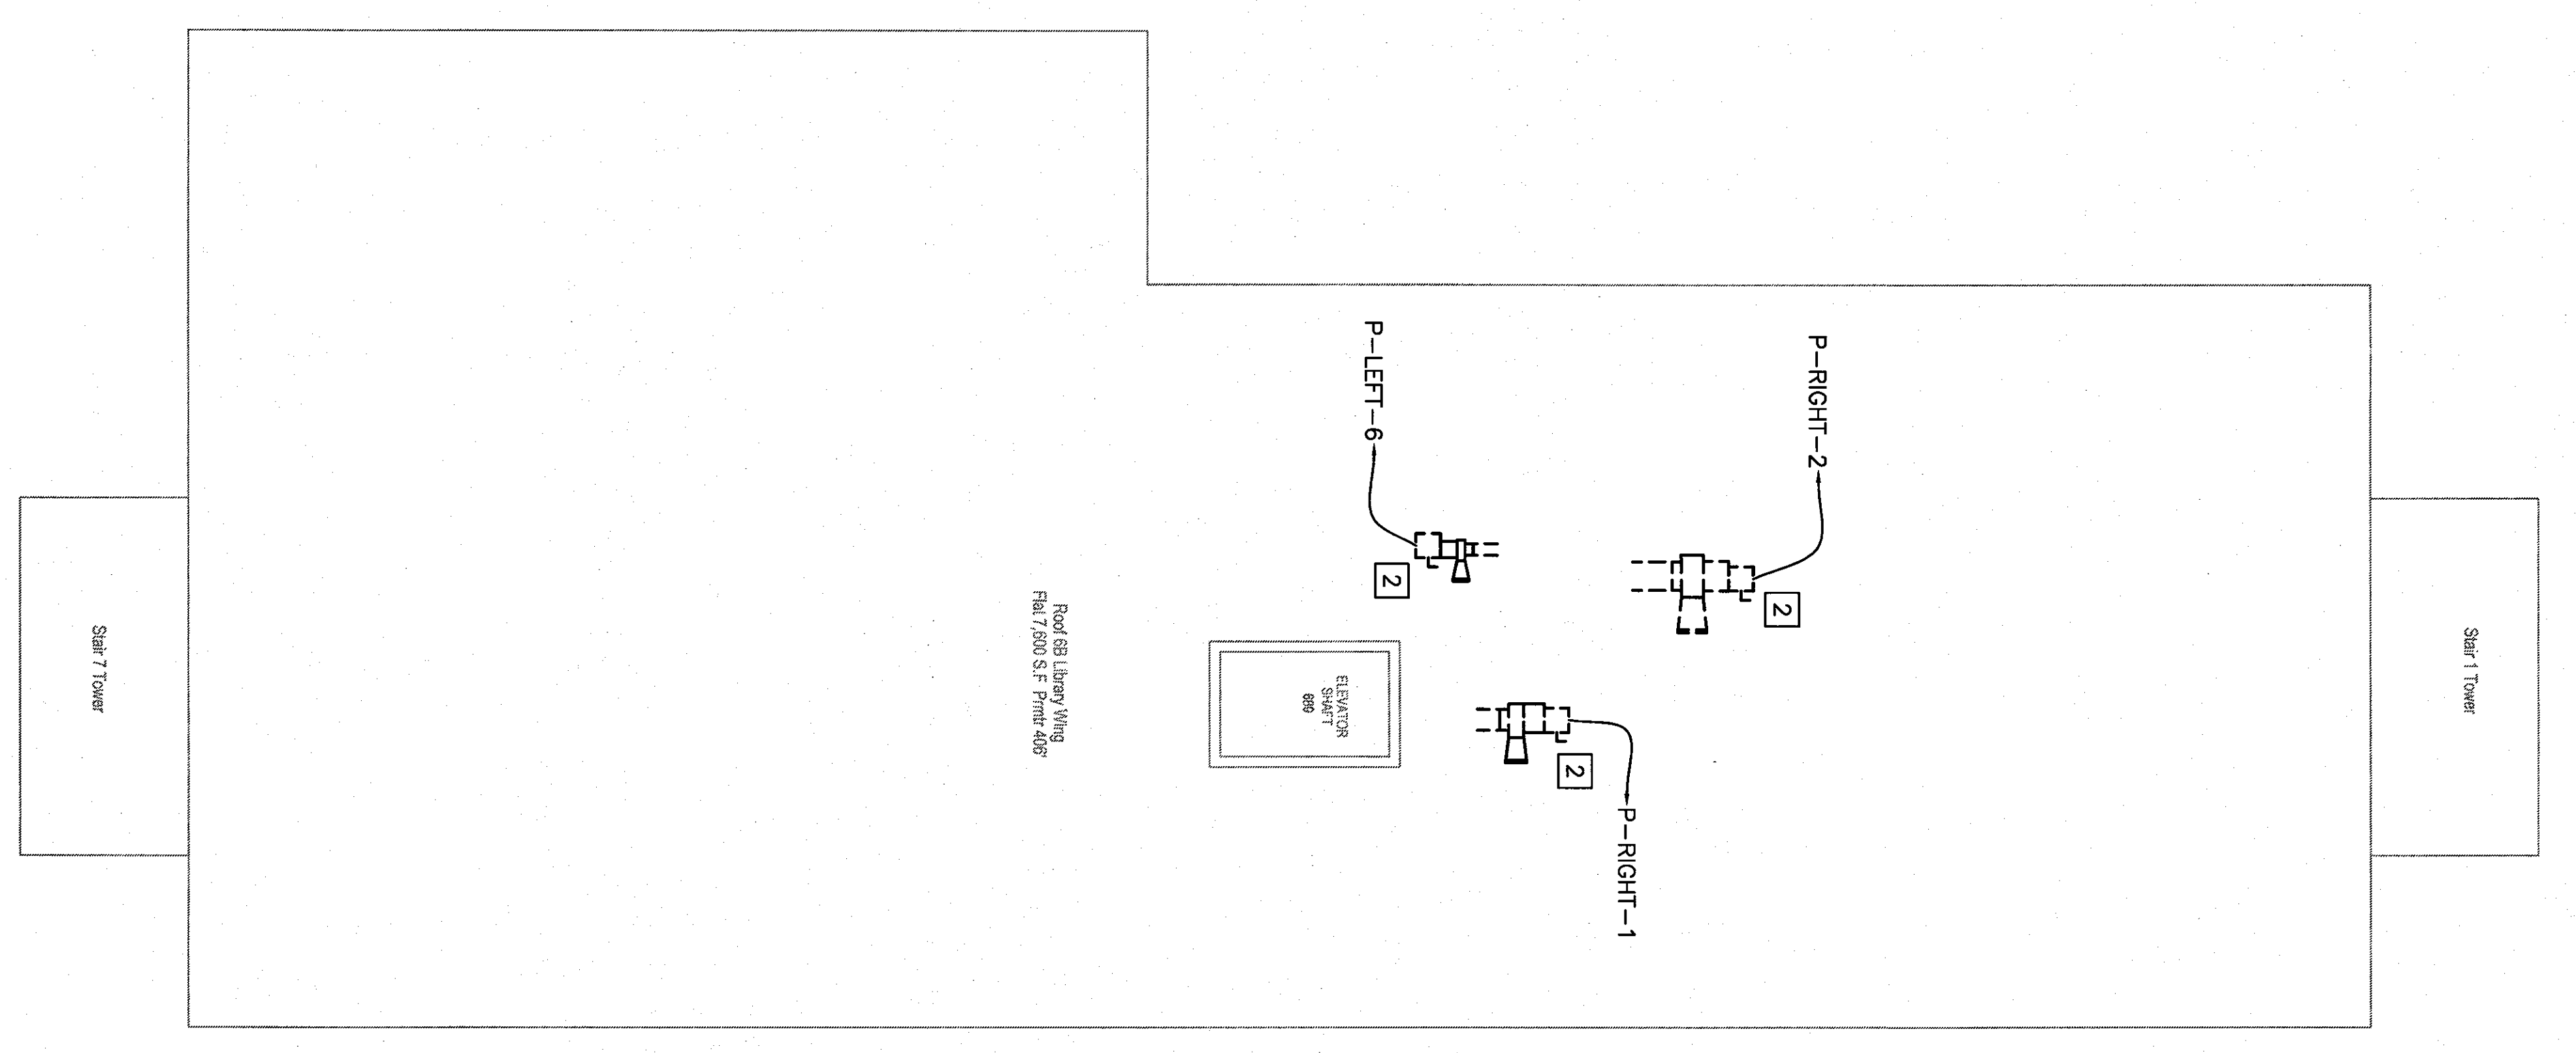 P-LEFT-6
P-RIGHT-2
2
2
2
P-RIGHT-1
Roof 6B Library Wing
Flat 7,600 S.F Prmtr 406'
ELEVATOR
SHAFT
689
Stair 7 Tower
Stair 1 Tower